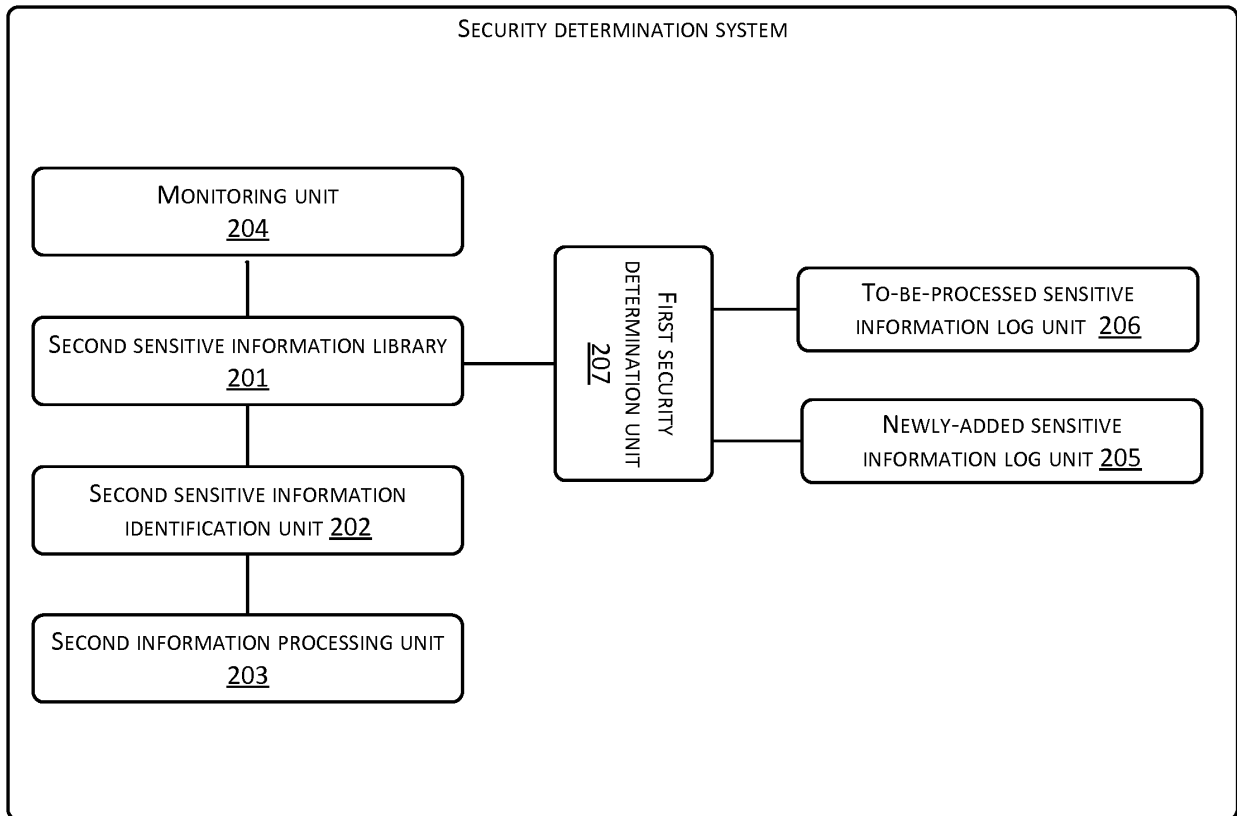 SECURITY DETERMINATION SYSTEM
MONITORING UNIT
204
SECOND SENSITIVE INFORMATION LIBRARY
201
SECOND SENSITIVE INFORMATION
IDENTIFICATION UNIT 202
SECOND INFORMATION PROCESSING UNIT
203
FIRST SECURITY
DETERMINATION UNIT
207
TO-BE-PROCESSED SENSITIVE
INFORMATION LOG UNIT 206
NEWLY-ADDED SENSITIVE
INFORMATION LOG UNIT 205